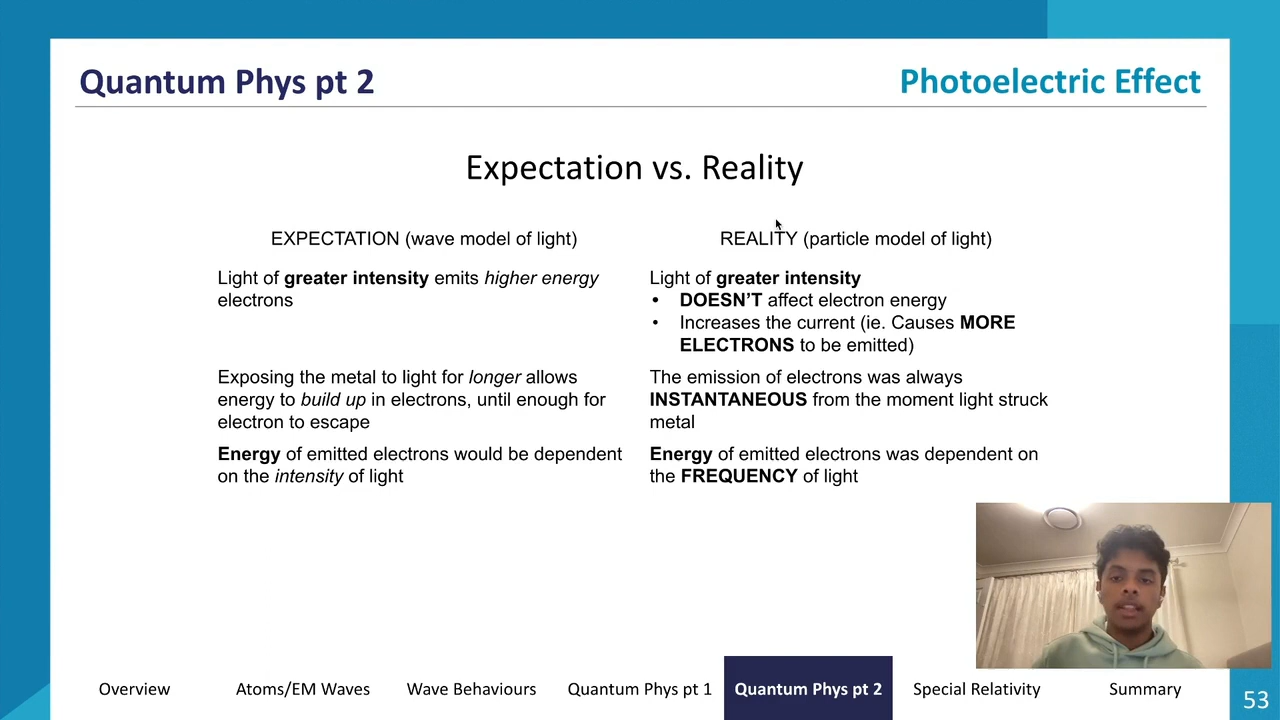 Quantum Phys pt 2
Photoelectric Effect
Expectation vs. Reality
EXPECTATION (wave model of light)
REALITY (particle model of light)
Light of greater intensity emits higher energy
electrons
Light of greater intensity
• DOESN’T affect electron energy
• Increases the current (ie. Causes MORE
ELECTRONS to be emitted)
Exposing the metal to light for longer allows
energy to build up in electrons, until enough for
electron to escape
The emission of electrons was always
INSTANTANEOUS from the moment light struck
metal
Energy of emitted electrons would be dependent
on the intensity of light
Energy of emitted electrons was dependent on
the FREQUENCY of light
Overview
Atoms/EM Waves
Wave Behaviours
Quantum Phys pt 1
Quantum Phys pt 2
Special Relativity
Summary
53